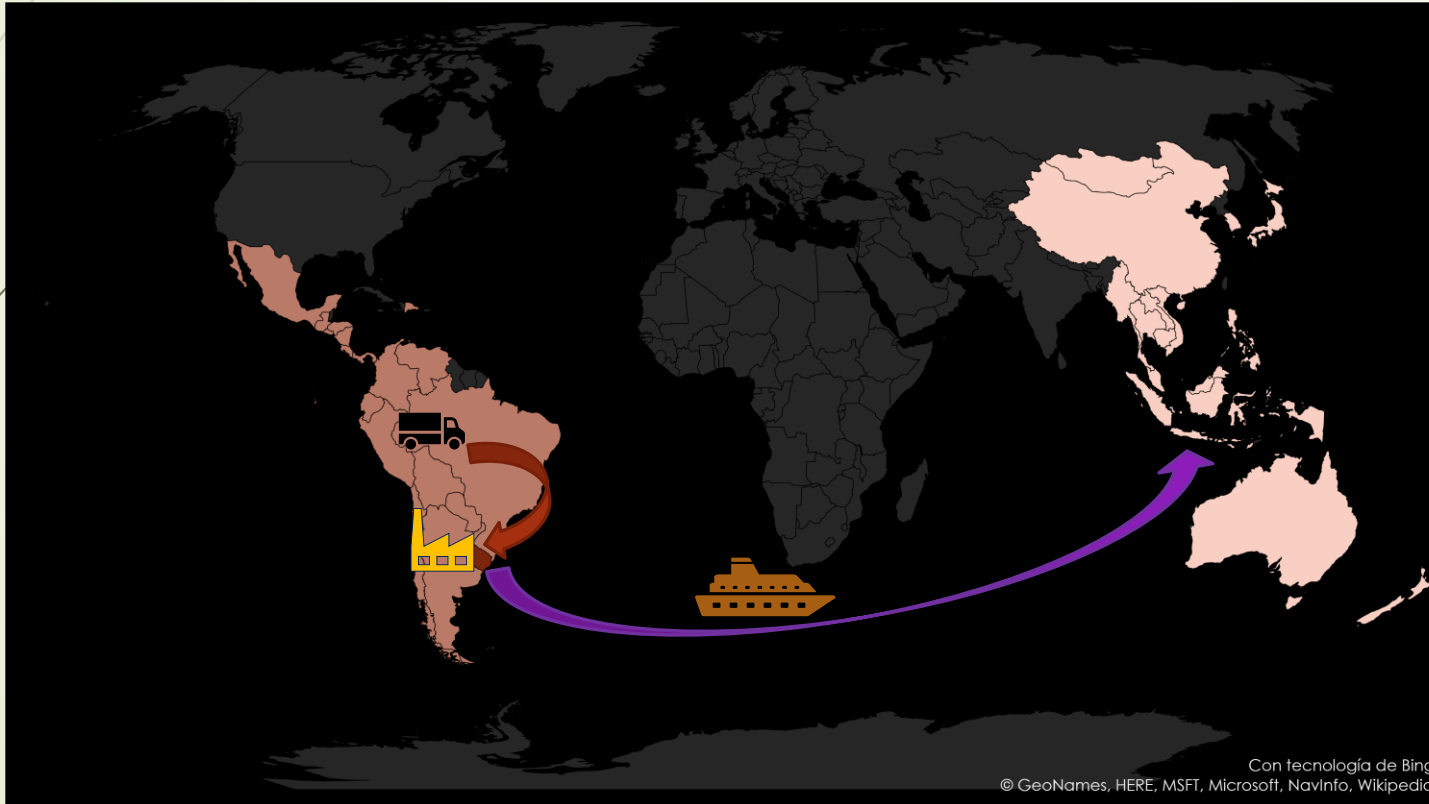 Con tecnología de Bing
© GeoNames, HERE, MSFT, Microsoft, NavInfo, Wikipedia